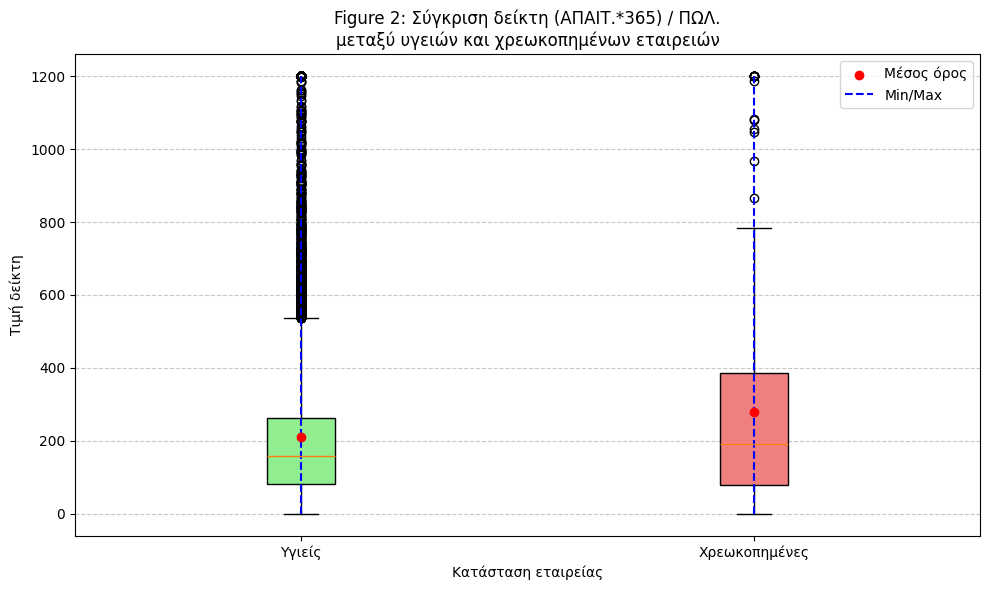 Figure 2: Σύγκριση δείκτη (ΑΠΑΙΤ.*365) / ΠΩΛ.
μεταξύ υγειών και χρεωκοπημένων εταιρειών
Μέσος όρος
Min/Max
Τιμή δείκτη
1200
1000
800
600
400
200
0
Υγιείς
Χρεωκοπημένες
Κατάσταση εταιρείας